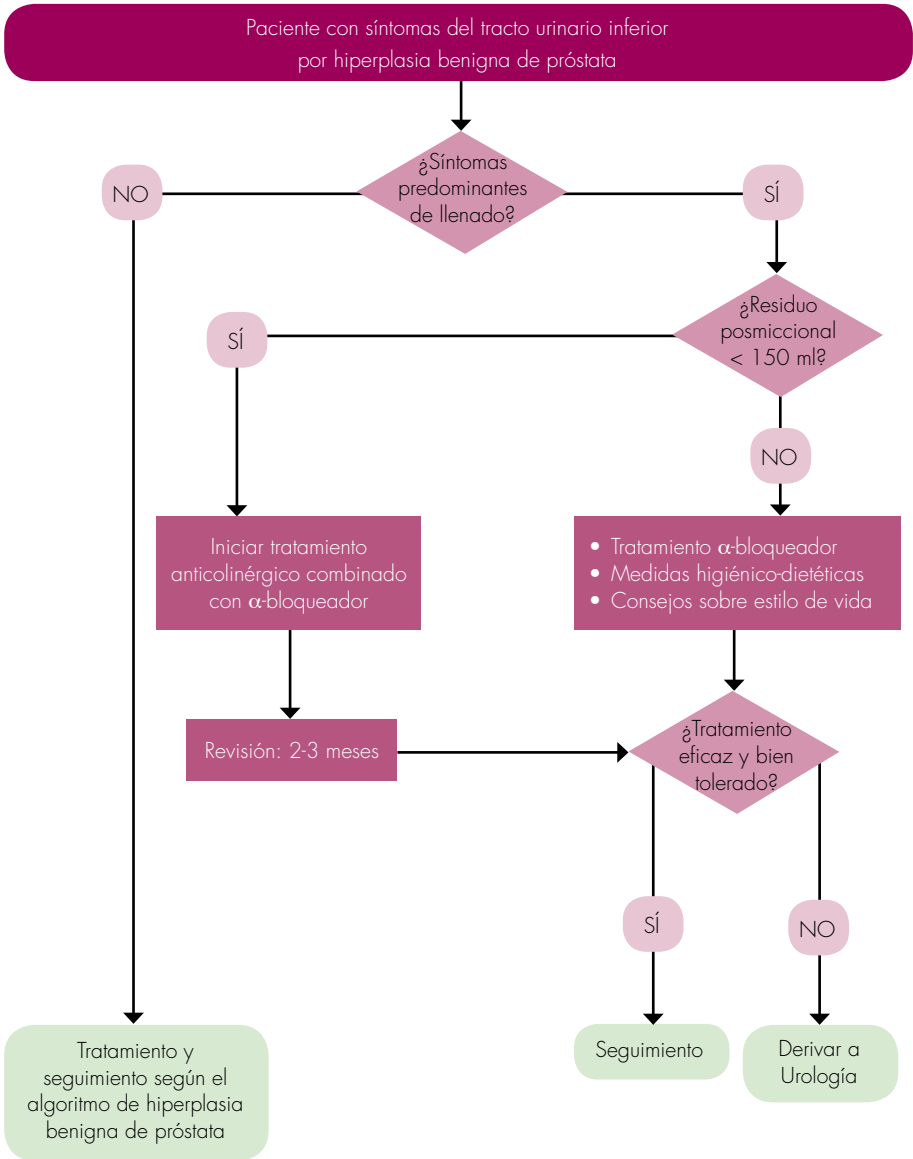 Paciente con síntomas del tracto urinario inferior
por hiperplasia benigna de próstata
¿Síntomas
predominantes
de llenado?
NO
SÍ
¿Residuo
posmiccional
< 150 ml?
SÍ
NO
Iniciar tratamiento
anticolinérgico combinado
con α-bloqueador
• Tratamiento α-bloqueador
• Medidas higiénico-dietéticas
• Consejos sobre estilo de vida
Revisión: 2-3 meses
¿Tratamiento
eficaz y bien
tolerado?
SÍ
NO
Tratamiento y
seguimiento según el
algoritmo de hiperplasia
benigna de próstata
Seguimiento
Derivar a
Urología